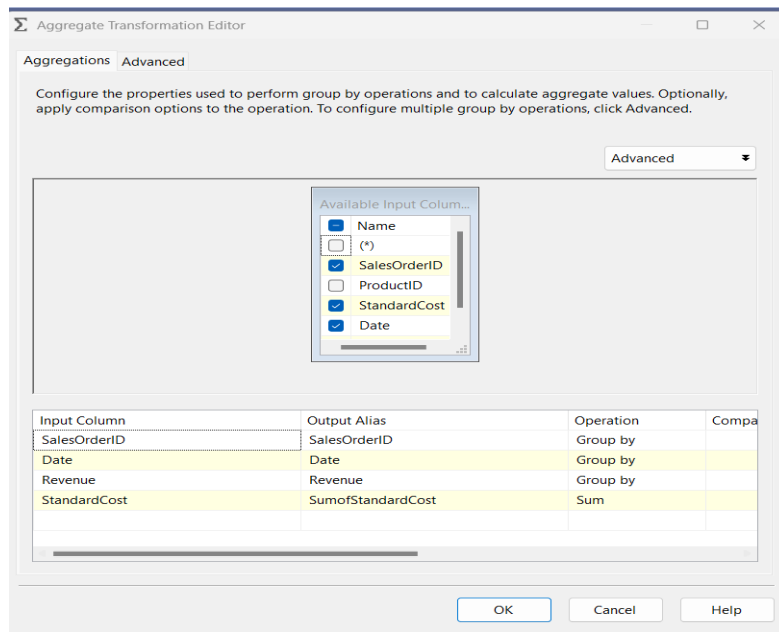 Σ Aggregate Transformation Editor
Aggregations Advanced
Configure the properties used to perform group by operations and to calculate aggregate values. Optionally,
apply comparison options to the operation. To configure multiple group by operations, click Advanced.
Advanced
Available Input Colum...
Name
(*)
SalesOrderID
ProductID
StandardCost
Date
Input Column Output Alias Operation Compa
SalesOrderID SalesOrderID Group by
Date Date Group by
Revenue Revenue Group by
StandardCost SumofStandardCost Sum
OK Cancel Help